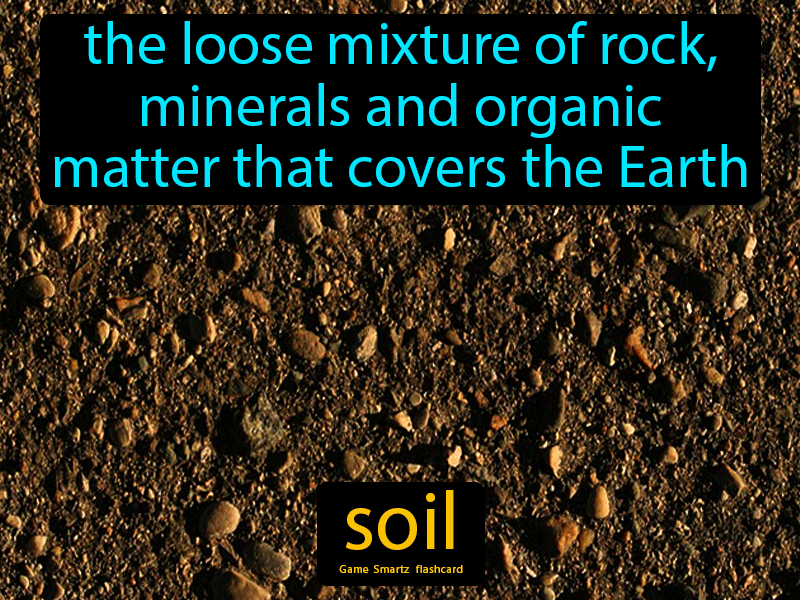 the loose mixture of rock,
minerals and organic
matter that covers the Earth
soil
Game Smartz flashcard